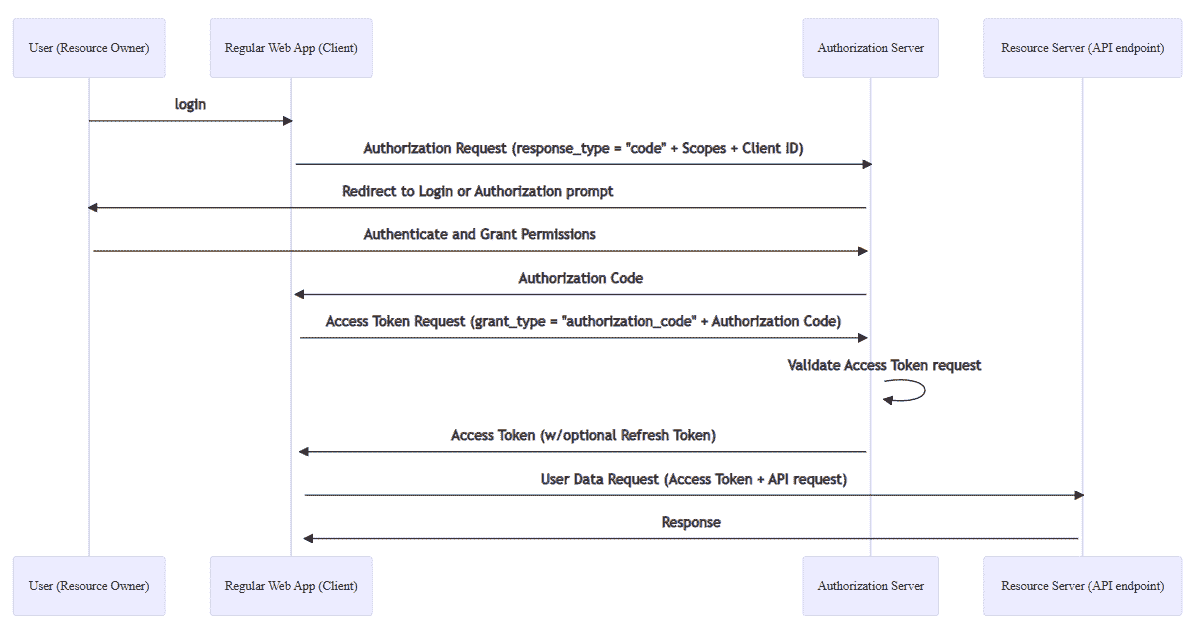 User (Resource Owner)
Regular Web App (Client)
Authorization Server
Resource Server (API endpoint)
login
Authorization Request (response_type = "code" + Scopes + Client ID)
Redirect to Login or Authorization prompt
Authenticate and Grant Permissions
Authorization Code
Access Token Request (grant_type = "authorization_code" + Authorization Code)
Validate Access Token request
Access Token (w/optional Refresh Token)
User Data Request (Access Token + API request)
Response
User (Resource Owner)
Regular Web App (Client)
Authorization Server
Resource Server (API endpoint)